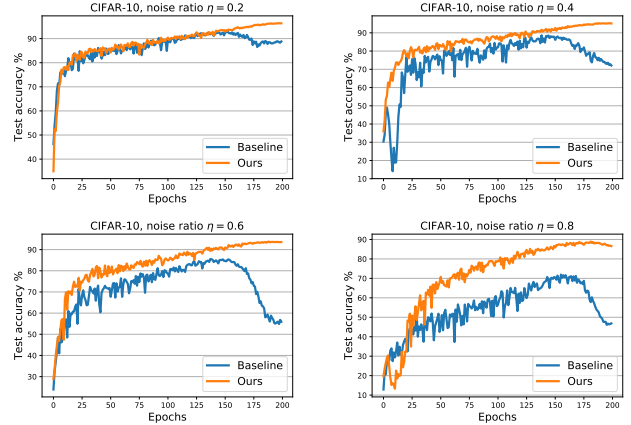 CIFAR-10, noise ratio η = 0.2
Test accuracy %
90
80
70
60
50
40
0 25 50 75 100 125 150 175 200
Epochs
Baseline
Ours
CIFAR-10, noise ratio η = 0.4
Test accuracy %
90
80
70
60
50
40
30
20
10
0 25 50 75 100 125 150 175 200
Epochs
Baseline
Ours
CIFAR-10, noise ratio η = 0.6
Test accuracy %
90
80
70
60
50
40
30
0 25 50 75 100 125 150 175 200
Epochs
Baseline
Ours
CIFAR-10, noise ratio η = 0.8
Test accuracy %
90
80
70
60
50
40
30
20
10
0 25 50 75 100 125 150 175 200
Epochs
Baseline
Ours